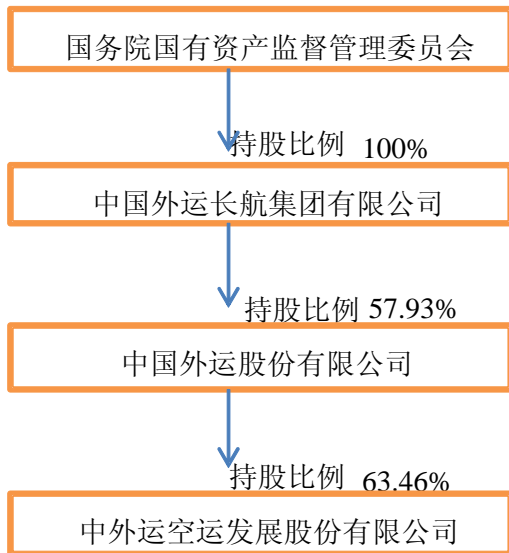 国务院国有资产监督管理委员会
持股比例 100%
中国外运长航集团有限公司
持股比例 57.93%
中国外运股份有限公司
持股比例 63.46%
中外运空运发展股份有限公司